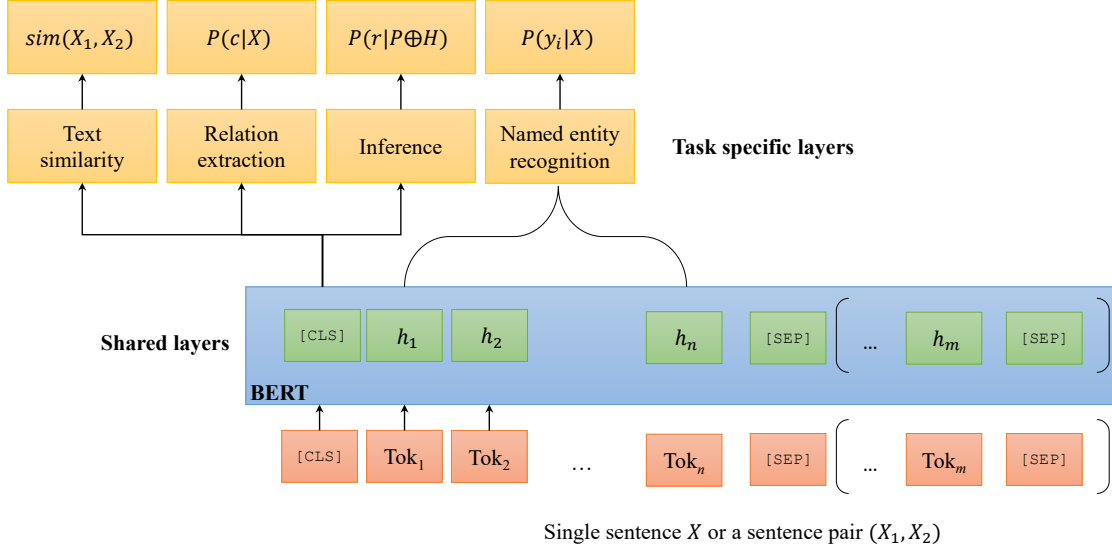 sim(X₁, X₂)
P(c|X)
P(r|P⊕H)
P(yᵢ|X)
Text
similarity
Relation
extraction
Inference
Named entity
recognition
Task specific layers
Shared layers
[CLS]
h₁
h₂
hₙ
[SEP]
...
hₘ
[SEP]
BERT
[CLS]
Tok₁
Tok₂
...
Tokₙ
[SEP]
...
Tokₘ
[SEP]
Single sentence X or a sentence pair (X₁, X₂)